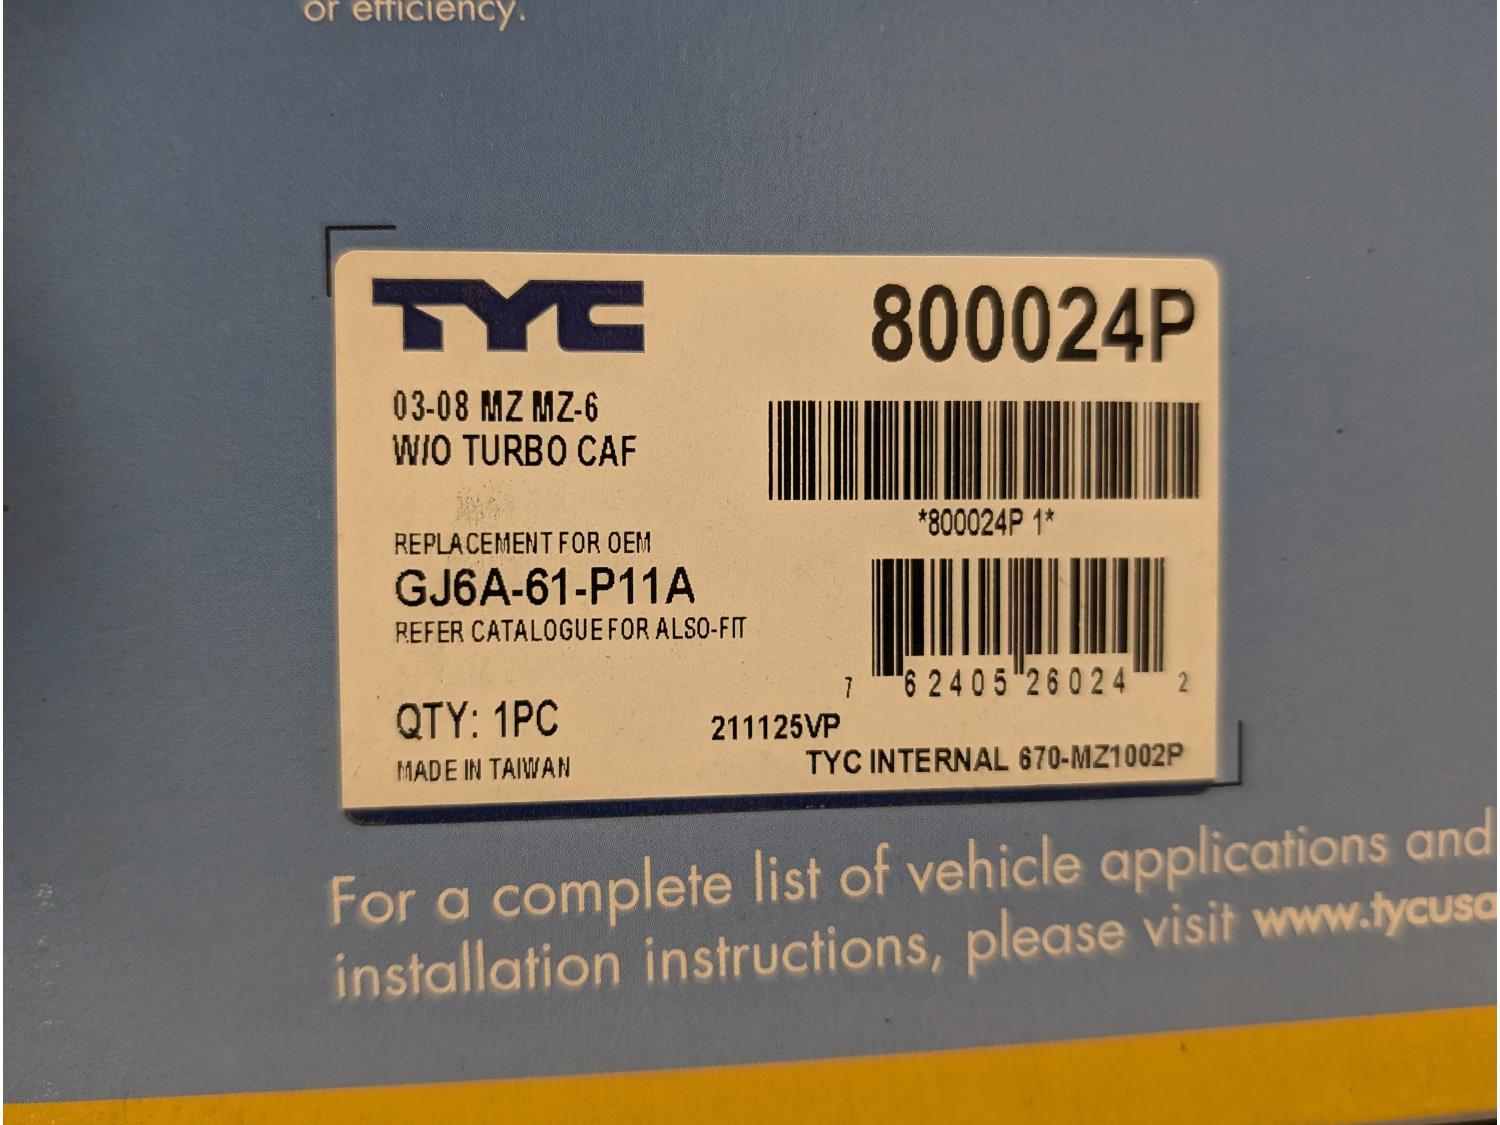 or efficiency.
TYC
800024P
03-08 MZ MZ-6
W/O TURBO CAF
*800024P 1*
REPLACEMENT FOR OEM
GJ6A-61-P11A
REFER CATALOGUE FOR ALSO-FIT
7 62405 26024 2
QTY: 1PC
211125VP
MADE IN TAIWAN
TYC INTERNAL 670-MZ1002P
For a complete list of vehicle applications and
installation instructions, please visit www.tycusa